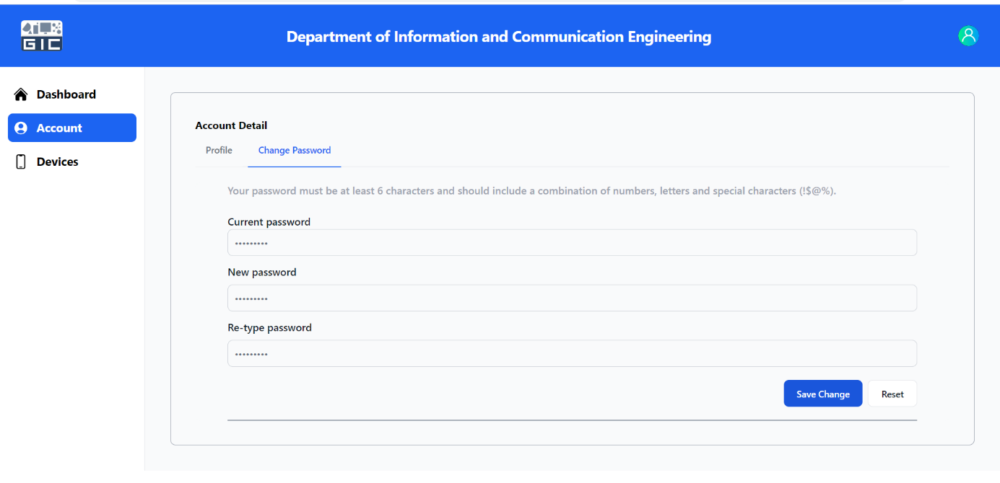 GTC
Department of Information and Communication Engineering
Dashboard
Account
Devices
Account Detail
Profile
Change Password
Your password must be at least 6 characters and should include a combination of numbers, letters and special characters (!$@%).
Current password
•••••••••
New password
•••••••••
Re-type password
•••••••••
Save Change
Reset